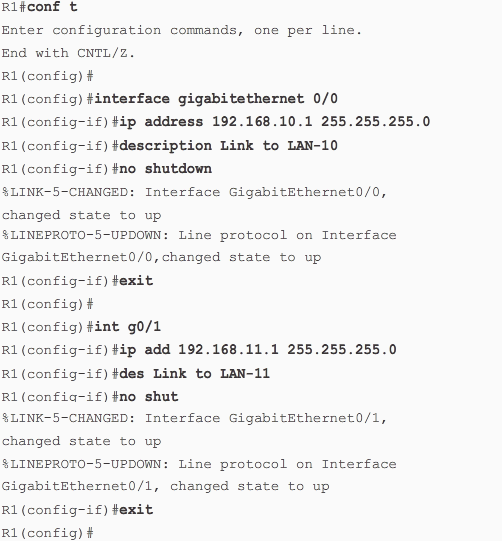 R1#conf t
Enter configuration commands, one per line.
End with CNTL/Z.
R1(config)#
R1(config)#interface gigabitethernet 0/0
R1(config-if)#ip address 192.168.10.1 255.255.255.0
R1(config-if)#description Link to LAN-10
R1(config-if)#no shutdown
%LINK-5-CHANGED: Interface GigabitEthernet0/0,
changed state to up
%LINEPROTO-5-UPDOWN: Line protocol on Interface
GigabitEthernet0/0,changed state to up
R1(config-if)#exit
R1(config)#
R1(config)#int g0/1
R1(config-if)#ip add 192.168.11.1 255.255.255.0
R1(config-if)#des Link to LAN-11
R1(config-if)#no shut
%LINK-5-CHANGED: Interface GigabitEthernet0/1,
changed state to up
%LINEPROTO-5-UPDOWN: Line protocol on Interface
GigabitEthernet0/1, changed state to up
R1(config-if)#exit
R1(config)#